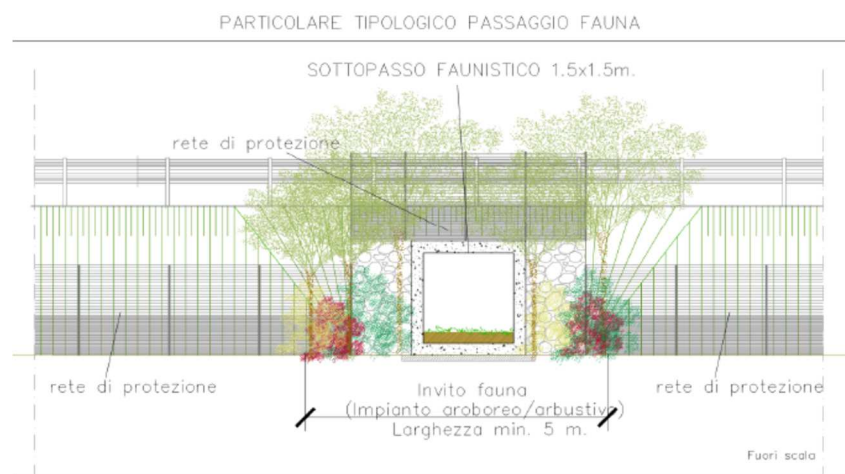 PARTICOLARE TIPOLOGICO PASSAGGIO FAUNA
SOTTOPASSO FAUNISTICO 1.5x1.5m.
rete di protezione
rete di protezione
rete di protezione
Invito fauna
(Impianto aroboreo/arbustivo)
Larghezza min. 5 m.
Fuori scala